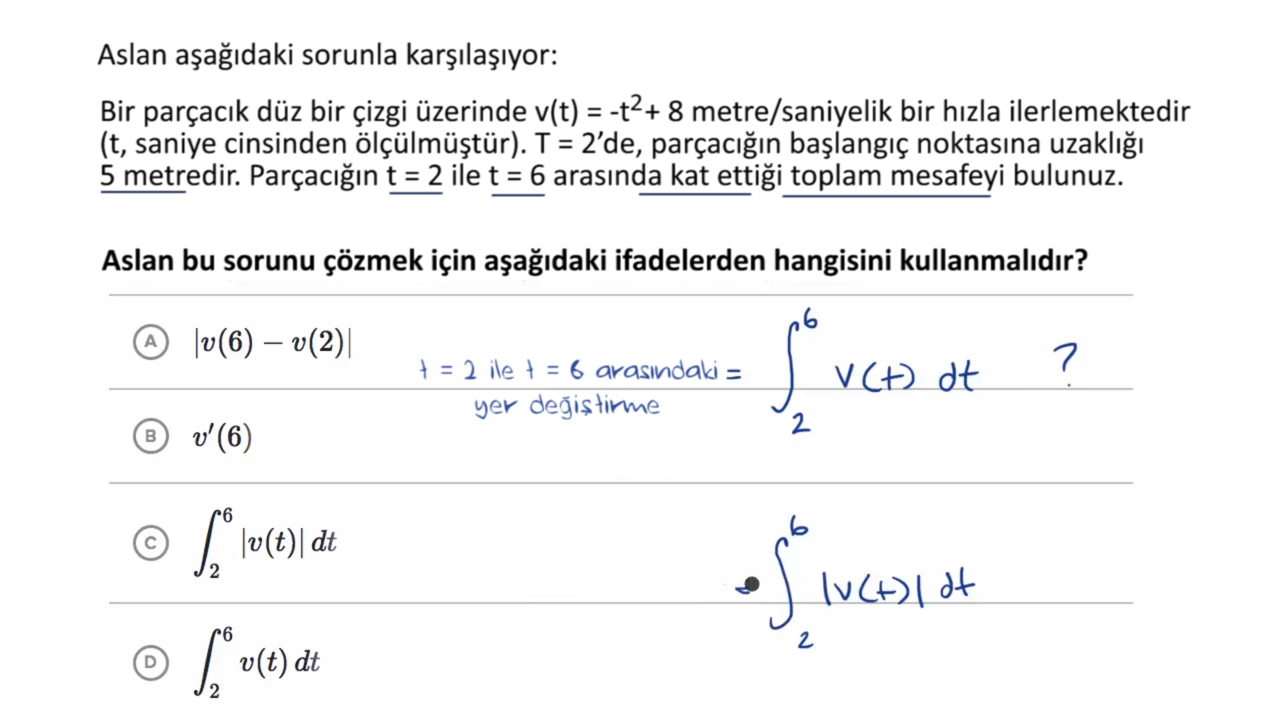 Aslan aşağıdaki sorunla karşılaşıyor:
Bir parçacık düz bir çizgi üzerinde v(t) = -t²+ 8 metre/saniyelik bir hızla ilerlemektedir
(t, saniye cinsinden ölçülmüştür). T = 2’de, parçacığın başlangıç noktasına uzaklığı
5 metredir. Parçacığın t = 2 ile t = 6 arasında kat ettiği toplam mesafeyi bulunuz.
Aslan bu sorunu çözmek için aşağıdaki ifadelerden hangisini kullanmalıdır?
A |v(6) − v(2)|
t = 2 ile t = 6 arasındaki = ∫₂⁶ v(t) dt ?
yer değiştirme
B v′(6)
C ∫₂⁶ |v(t)| dt
∫₂⁶ |v(t)| dt
D ∫₂⁶ v(t) dt